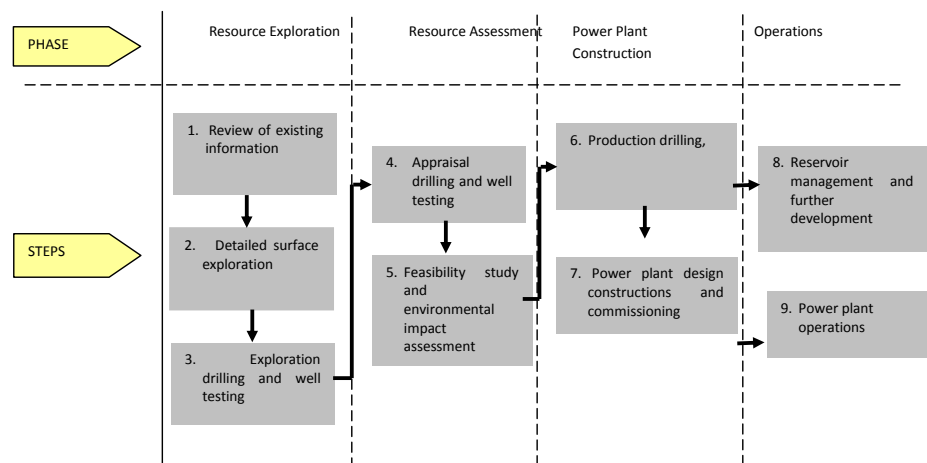 PHASE
Resource Exploration
Resource Assessment
Power Plant
Construction
Operations
STEPS
1. Review of existing
information
2. Detailed surface
exploration
3. Exploration
drilling and well
testing
4. Appraisal
drilling and well
testing
5. Feasibility study
and
environmental
impact
assessment
6. Production drilling,
7. Power plant design
constructions and
commissioning
8. Reservoir
management and
further
development
9. Power plant
operations